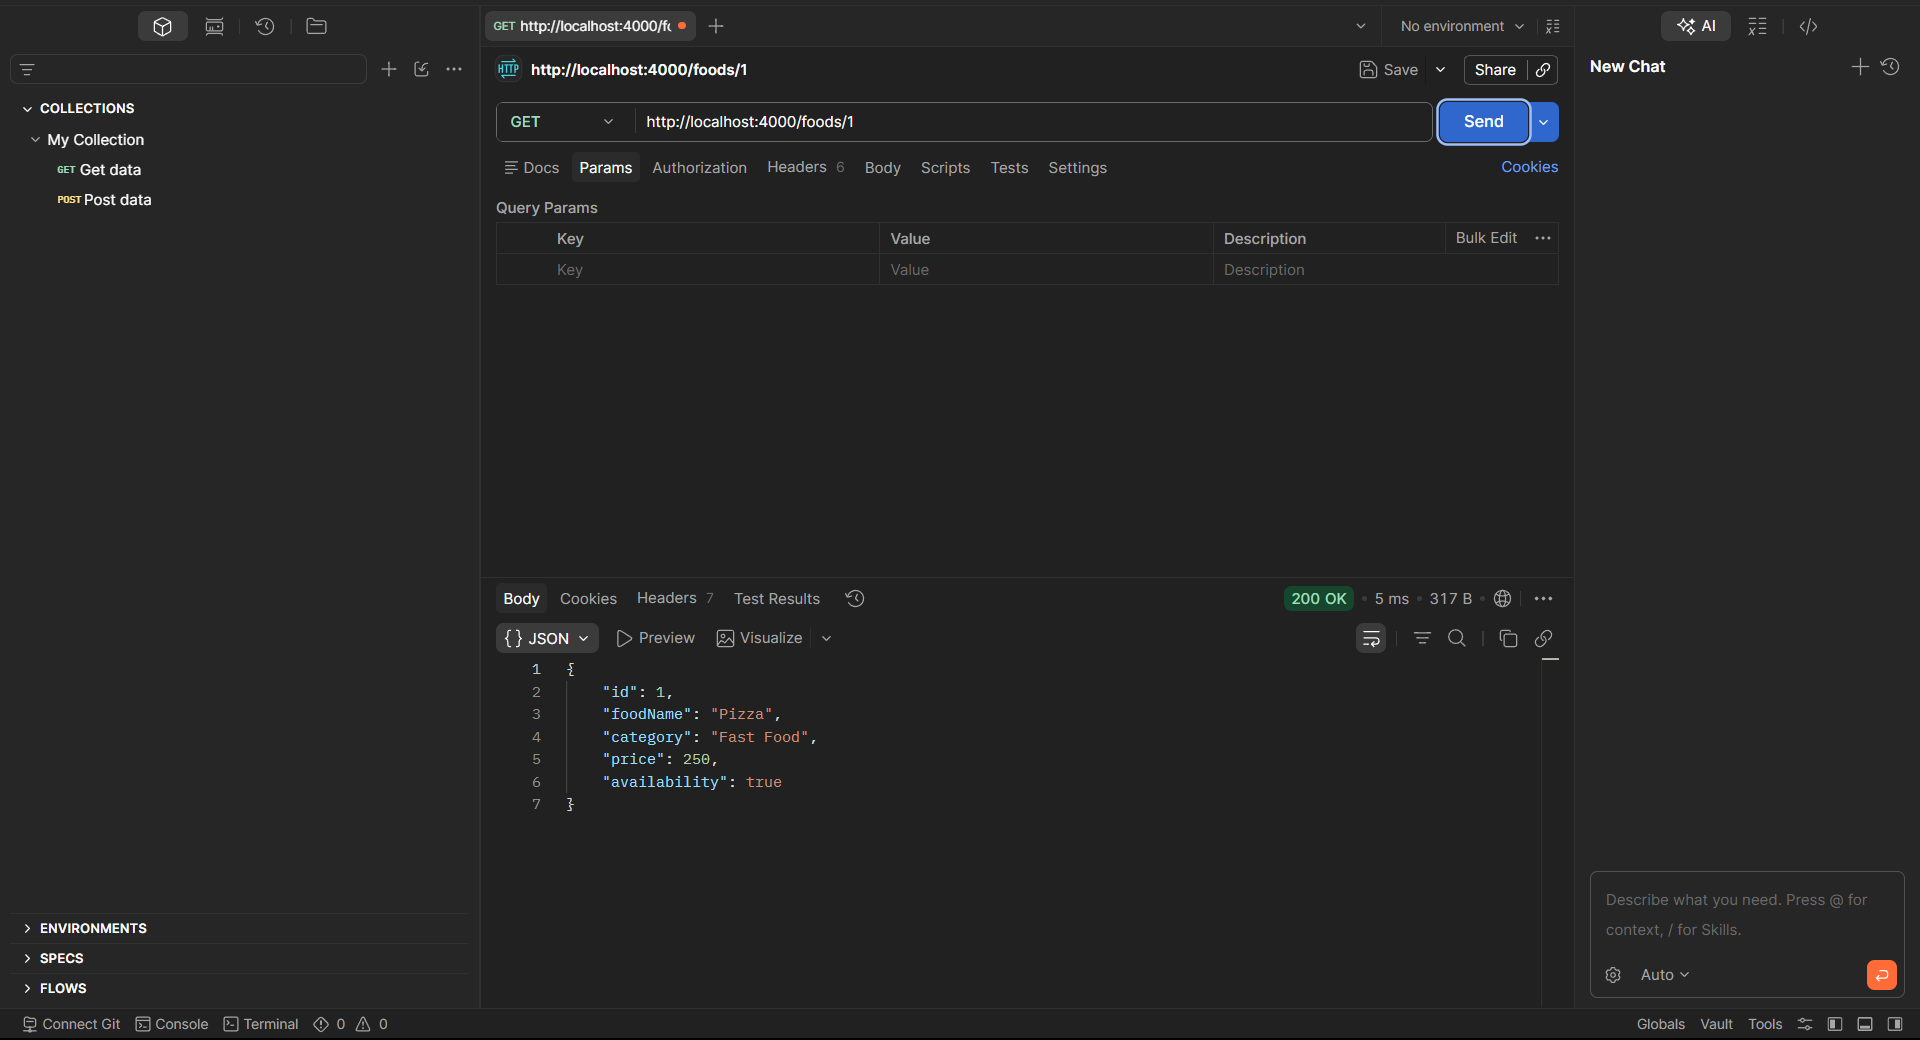 GET http://localhost:4000/fo
No environment
AI
COLLECTIONS
My Collection
GET Get data
POST Post data
ENVIRONMENTS
SPECS
FLOWS
HTTP http://localhost:4000/foods/1
Save
Share
GET
http://localhost:4000/foods/1
Send
Docs
Params
Authorization
Headers 6
Body
Scripts
Tests
Settings
Cookies
Query Params
Key Value Description Bulk Edit
Key Value Description
Body
Cookies
Headers 7
Test Results
200 OK • 5 ms • 317 B
{} JSON
Preview
Visualize
1 {
2 "id": 1,
3 "foodName": "Pizza",
4 "category": "Fast Food",
5 "price": 250,
6 "availability": true
7 }
New Chat
Describe what you need. Press @ for
context, / for Skills.
Auto
Connect Git
Console
Terminal
0
0
Globals
Vault
Tools